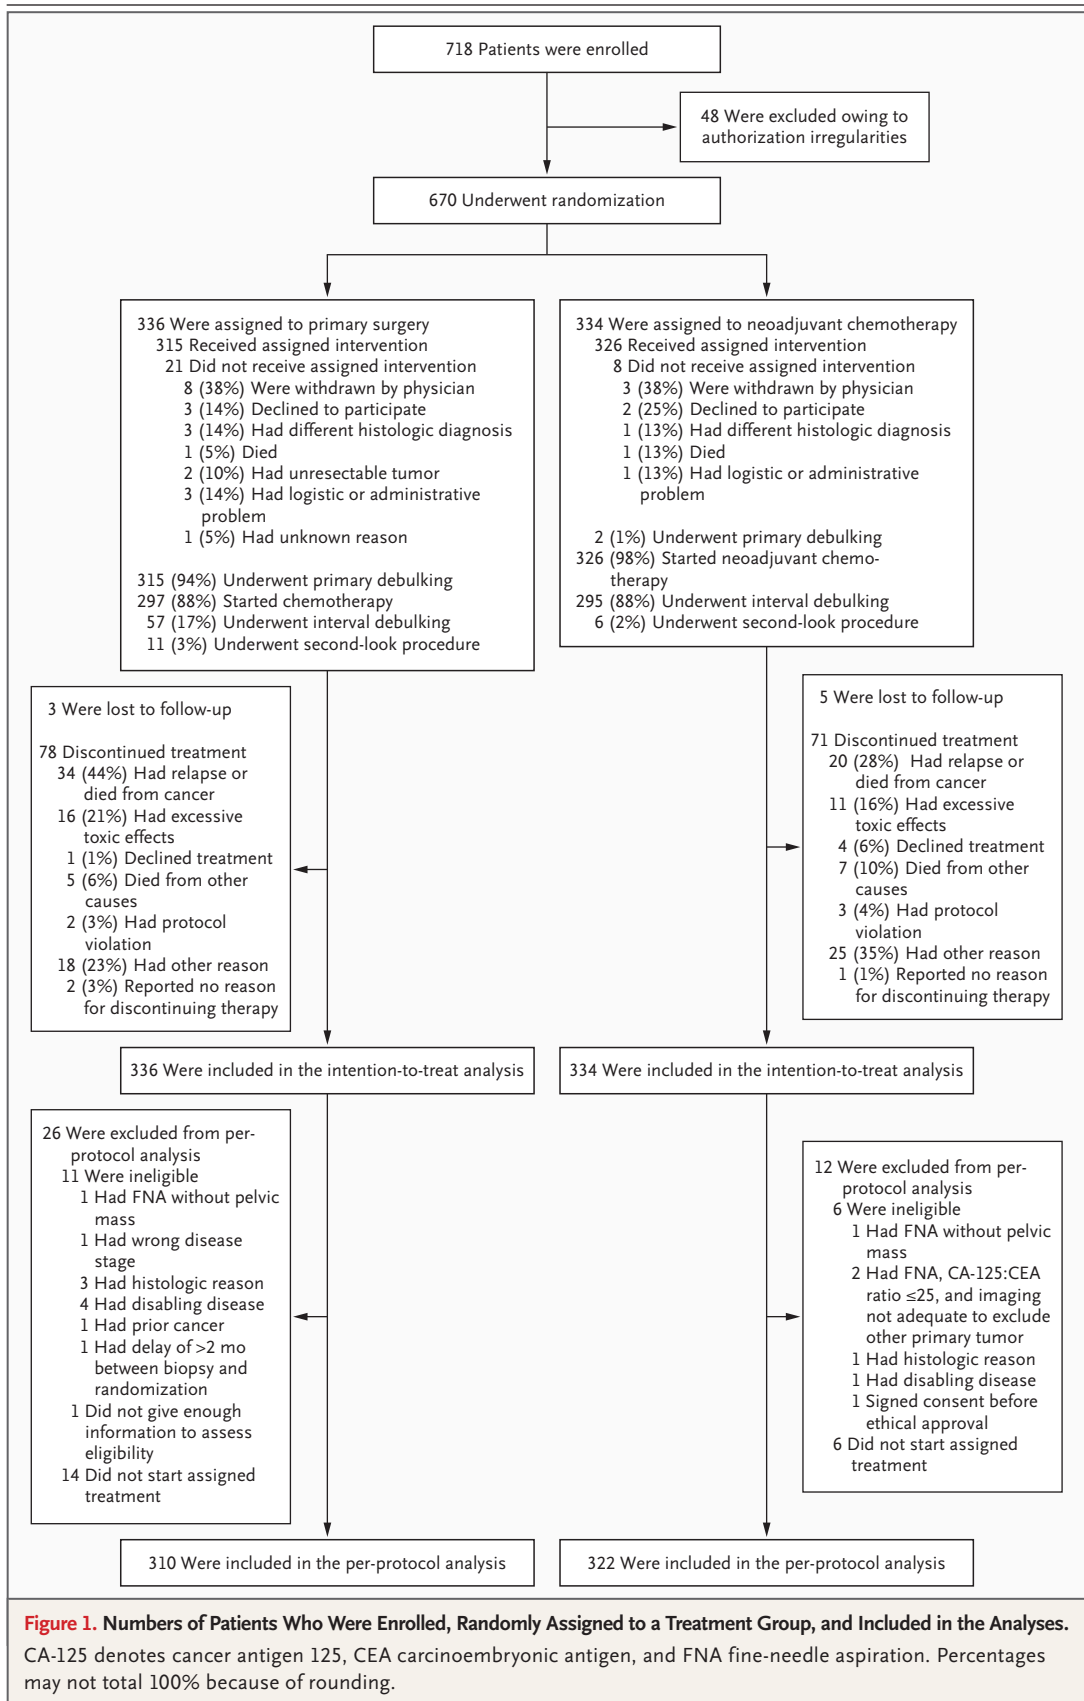 718 Patients were enrolled
48 Were excluded owing to
authorization irregularities
670 Underwent randomization
336 Were assigned to primary surgery
315 Received assigned intervention
21 Did not receive assigned intervention
8 (38%) Were withdrawn by physician
3 (14%) Declined to participate
3 (14%) Had different histologic diagnosis
1 (5%) Died
2 (10%) Had unresectable tumor
3 (14%) Had logistic or administrative
problem
1 (5%) Had unknown reason
315 (94%) Underwent primary debulking
297 (88%) Started chemotherapy
57 (17%) Underwent interval debulking
11 (3%) Underwent second-look procedure
334 Were assigned to neoadjuvant chemotherapy
326 Received assigned intervention
8 Did not receive assigned intervention
3 (38%) Were withdrawn by physician
2 (25%) Declined to participate
1 (13%) Had different histologic diagnosis
1 (13%) Died
1 (13%) Had logistic or administrative
problem
2 (1%) Underwent primary debulking
326 (98%) Started neoadjuvant chemo-
therapy
295 (88%) Underwent interval debulking
6 (2%) Underwent second-look procedure
3 Were lost to follow-up
78 Discontinued treatment
34 (44%) Had relapse or
died from cancer
16 (21%) Had excessive
toxic effects
1 (1%) Declined treatment
5 (6%) Died from other
causes
2 (3%) Had protocol
violation
18 (23%) Had other reason
2 (3%) Reported no reason
for discontinuing therapy
5 Were lost to follow-up
71 Discontinued treatment
20 (28%) Had relapse or
died from cancer
11 (16%) Had excessive
toxic effects
4 (6%) Declined treatment
7 (10%) Died from other
causes
3 (4%) Had protocol
violation
25 (35%) Had other reason
1 (1%) Reported no reason
for discontinuing therapy
336 Were included in the intention-to-treat analysis
334 Were included in the intention-to-treat analysis
26 Were excluded from per-
protocol analysis
11 Were ineligible
1 Had FNA without pelvic
mass
1 Had wrong disease
stage
3 Had histologic reason
4 Had disabling disease
1 Had prior cancer
1 Had delay of >2 mo
between biopsy and
randomization
1 Did not give enough
information to assess
eligibility
14 Did not start assigned
treatment
12 Were excluded from per-
protocol analysis
6 Were ineligible
1 Had FNA without pelvic
mass
2 Had FNA, CA-125:CEA
ratio ≤25, and imaging
not adequate to exclude
other primary tumor
1 Had histologic reason
1 Had disabling disease
1 Signed consent before
ethical approval
6 Did not start assigned
treatment
310 Were included in the per-protocol analysis
322 Were included in the per-protocol analysis
Figure 1. Numbers of Patients Who Were Enrolled, Randomly Assigned to a Treatment Group, and Included in the Analyses.
CA-125 denotes cancer antigen 125, CEA carcinoembryonic antigen, and FNA fine-needle aspiration. Percentages
may not total 100% because of rounding.